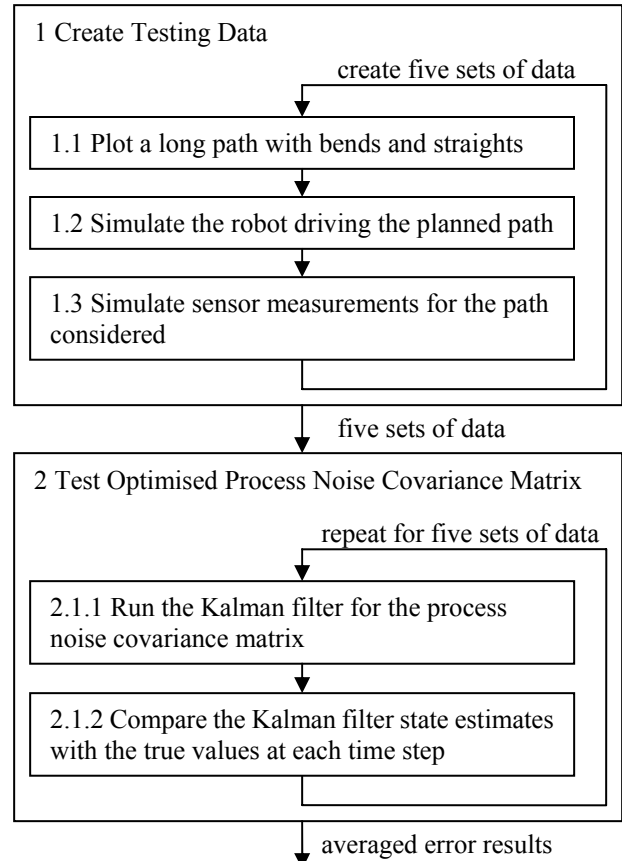 1 Create Testing Data
create five sets of data
1.1 Plot a long path with bends and straights
1.2 Simulate the robot driving the planned path
1.3 Simulate sensor measurements for the path
considered
five sets of data
2 Test Optimised Process Noise Covariance Matrix
repeat for five sets of data
2.1.1 Run the Kalman filter for the process
noise covariance matrix
2.1.2 Compare the Kalman filter state estimates
with the true values at each time step
averaged error results